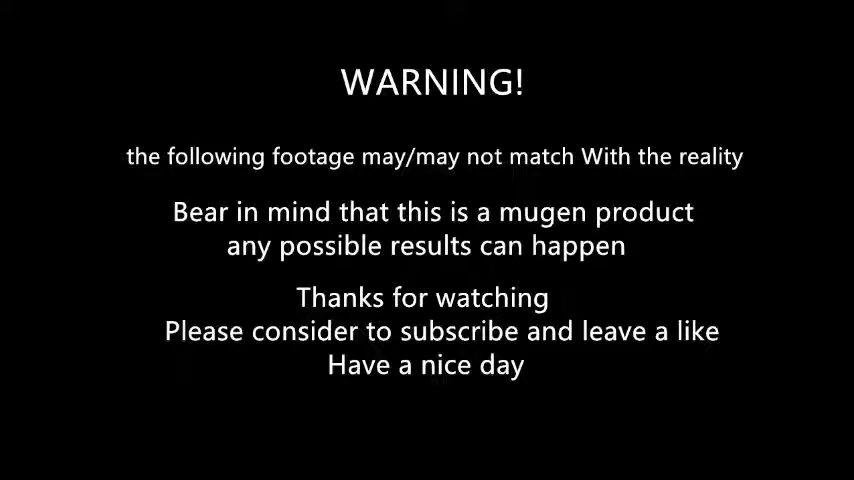 WARNING!
the following footage may/may not match With the reality
Bear in mind that this is a mugen product
any possible results can happen
Thanks for watching
Please consider to subscribe and leave a like
Have a nice day